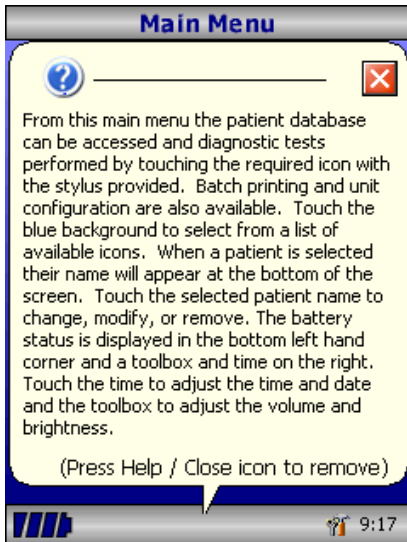 Main Menu
?
From this main menu the patient database
can be accessed and diagnostic tests
performed by touching the required icon with
the stylus provided.  Batch printing and unit
configuration are also available.  Touch the
blue background to select from a list of
available icons.  When a patient is selected
their name will appear at the bottom of the
screen.  Touch the selected patient name to
change, modify, or remove. The battery
status is displayed in the bottom left hand
corner and a toolbox and time on the right.
Touch the time to adjust the time and date
and the toolbox to adjust the volume and
brightness.
(Press Help / Close icon to remove)
9:17